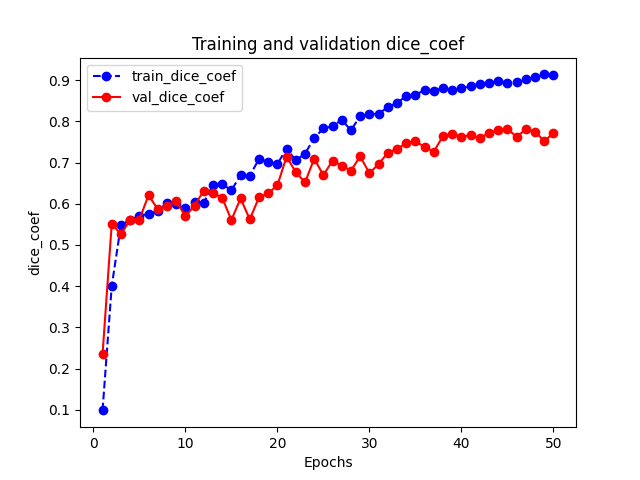 Training and validation dice_coef
train_dice_coef
val_dice_coef
dice_coef
0.9
0.8
0.7
0.6
0.5
0.4
0.3
0.2
0.1
0 10 20 30 40 50
Epochs